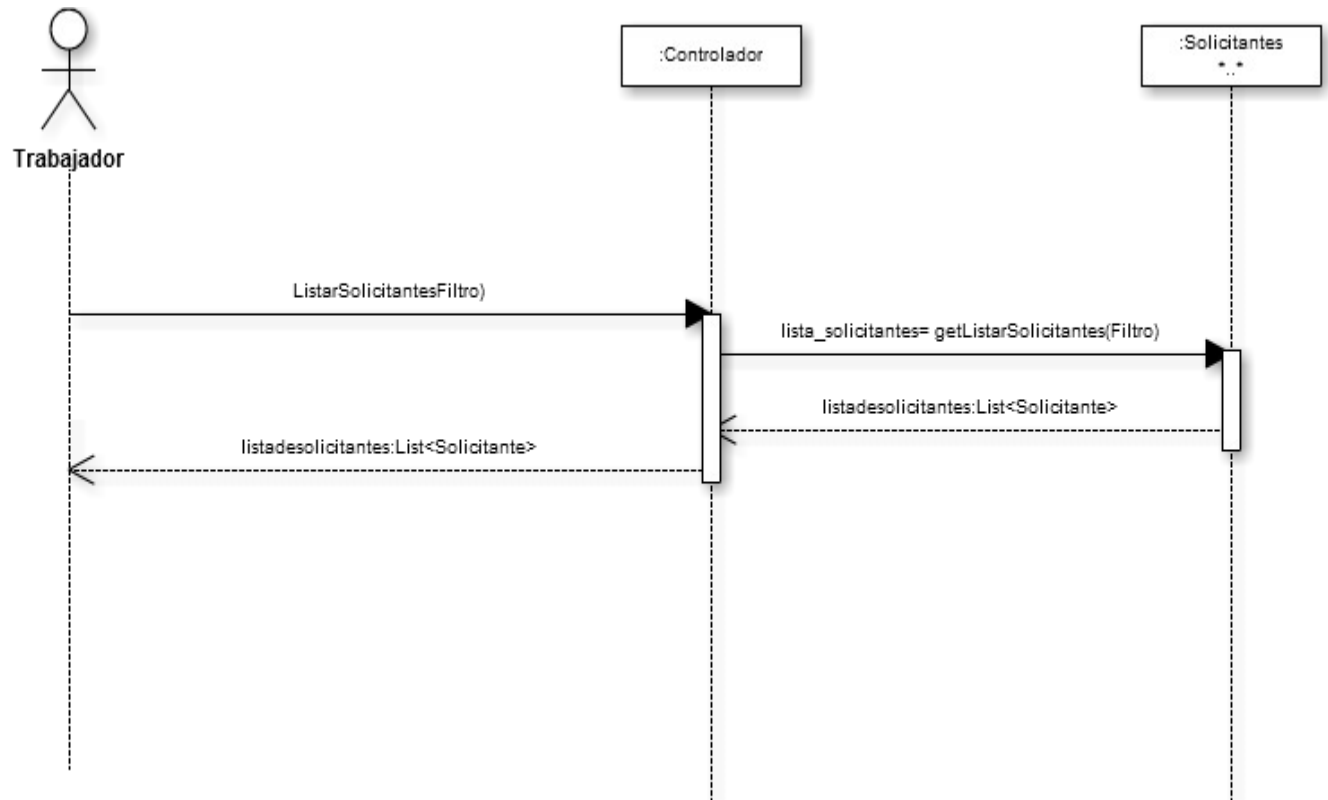 :Controlador
:Solicitantes
*..*
Trabajador
ListarSolicitantesFiltro)
lista_solicitantes= getListarSolicitantes(Filtro)
listadesolicitantes:List<Solicitante>
listadesolicitantes:List<Solicitante>